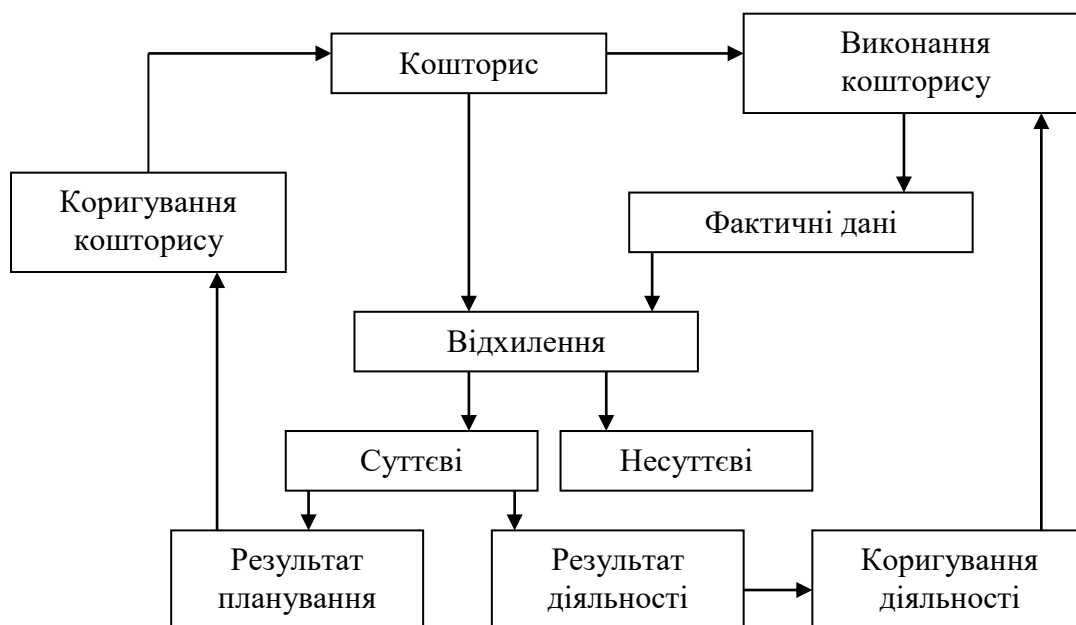 Кошторис
Виконання
кошторису
Коригування
кошторису
Фактичні дані
Відхилення
Суттєві
Несуттєві
Результат
планування
Результат
діяльності
Коригування
діяльності